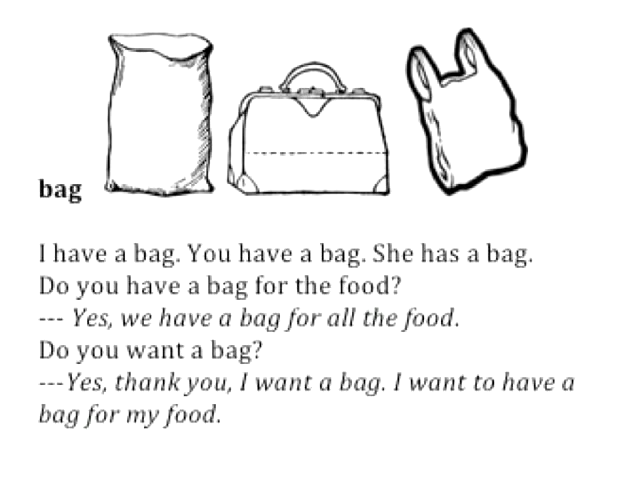 bag
I have a bag. You have a bag. She has a bag.
Do you have a bag for the food?
--- Yes, we have a bag for all the food.
Do you want a bag?
---Yes, thank you, I want a bag. I want to have a
bag for my food.